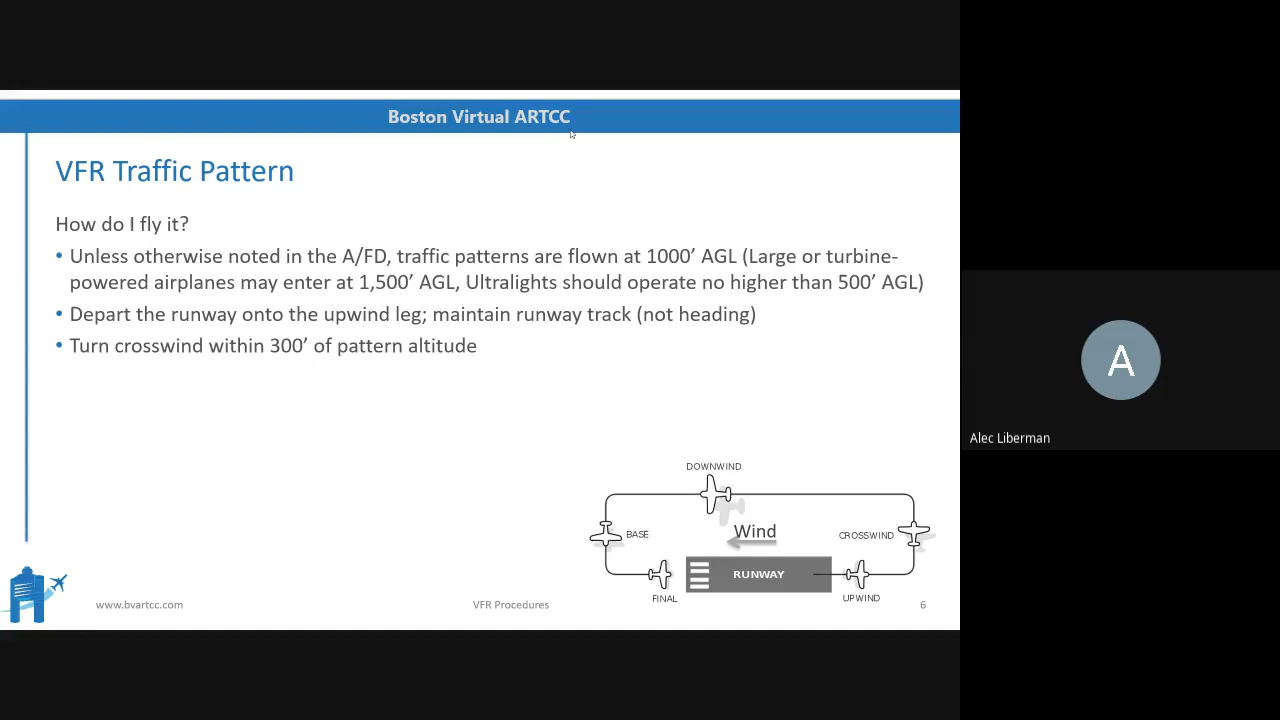 Boston Virtual ARTCC
VFR Traffic Pattern
How do I fly it?
• Unless otherwise noted in the A/FD, traffic patterns are flown at 1000’ AGL (Large or turbine-
powered airplanes may enter at 1,500’ AGL, Ultralights should operate no higher than 500’ AGL)
• Depart the runway onto the upwind leg; maintain runway track (not heading)
• Turn crosswind within 300’ of pattern altitude
DOWNWIND
BASE
Wind
CROSSWIND
RUNWAY
FINAL
UPWIND
www.bvartcc.com
VFR Procedures
6
A
Alec Liberman